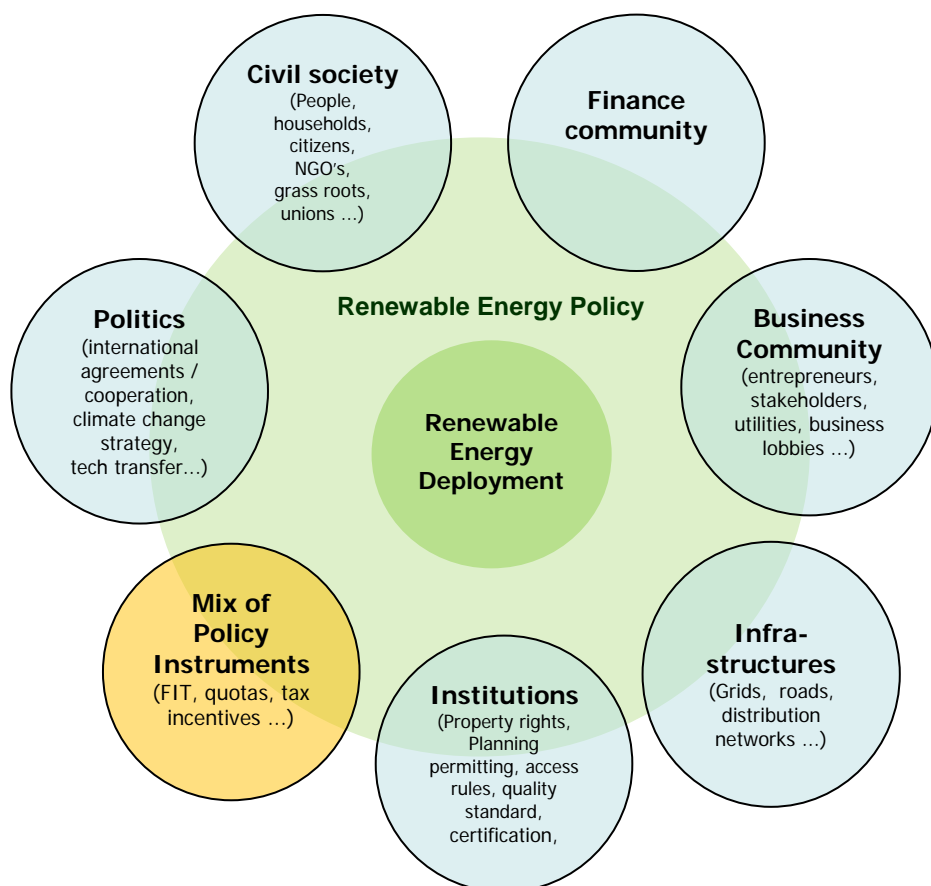 Civil society
(People,
households,
citizens,
NGO's,
grass roots,
unions ...)
Finance
community
Renewable Energy Policy
Politics
(international
agreements /
cooperation,
climate change
strategy,
tech transfer...)
Business
Community
(entrepreneurs,
stakeholders,
utilities, business
lobbies ...)
Renewable
Energy
Deployment
Mix of
Policy
Instruments
(FIT, quotas, tax
incentives ...)
Institutions
(Property rights,
Planning
permitting, access
rules, quality
standard,
certification,
Infra-
structures
(Grids, roads,
distribution
networks ...)